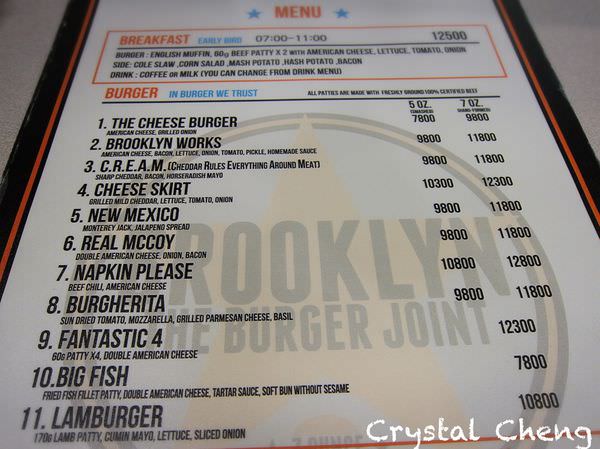 MENU
BREAKFAST EARLY BIRD 07:00-11:00 12500
BURGER : ENGLISH MUFFIN, 60g BEEF PATTY X 2 WITH AMERICAN CHEESE, LETTUCE, TOMATO, ONION
SIDE: COLE SLAW ,CORN SALAD ,MASH POTATO ,HASH POTATO ,BACON
DRINK : COFFEE OR MILK (YOU CAN CHANGE FROM DRINK MENU)
BURGER IN BURGER WE TRUST ALL PATTIES ARE MADE WITH FRESHLY GROUND 100% CERTIFIED BEEF
5 OZ. 7 OZ.
(SMASHED) (HAND-FORMED)
1. THE CHEESE BURGER 7800 9800
AMERICAN CHEESE, GRILLED ONION
2. BROOKLYN WORKS 9800 11800
AMERICAN CHEESE, BACON, LETTUCE, ONION, TOMATO, PICKLE, HOMEMADE SAUCE
3. C.R.E.A.M. (CHEDDAR RULES EVERYTHING AROUND MEAT) 9800 11800
SHARP CHEDDAR, BACON, HORSERADISH MAYO
4. CHEESE SKIRT 10300 12300
GRILLED MILD CHEDDAR, LETTUCE, TOMATO, ONION
5. NEW MEXICO 9800 11800
MONTEREY JACK, JALAPENO SPREAD
6. REAL MCCOY 9800 11800
DOUBLE AMERICAN CHEESE, ONION, BACON
7. NAPKIN PLEASE 10800 12800
BEEF CHILI, AMERICAN CHEESE
8. BURGHERITA 9800 11800
SUN DRIED TOMATO, MOZZARELLA, GRILLED PARMESAN CHEESE, BASIL
9. FANTASTIC 4 12300
60g PATTY X4, DOUBLE AMERICAN CHEESE
10.BIG FISH 7800
FRIED FISH FILLET PATTY, DOUBLE AMERICAN CHEESE, TARTAR SAUCE, SOFT BUN WITHOUT SESAME
11. LAMBURGER 10800
170g LAMB PATTY, CUMIN MAYO, LETTUCE, SLICED ONION
BROOKLYN
THE BURGER JOINT
Crystal Cheng